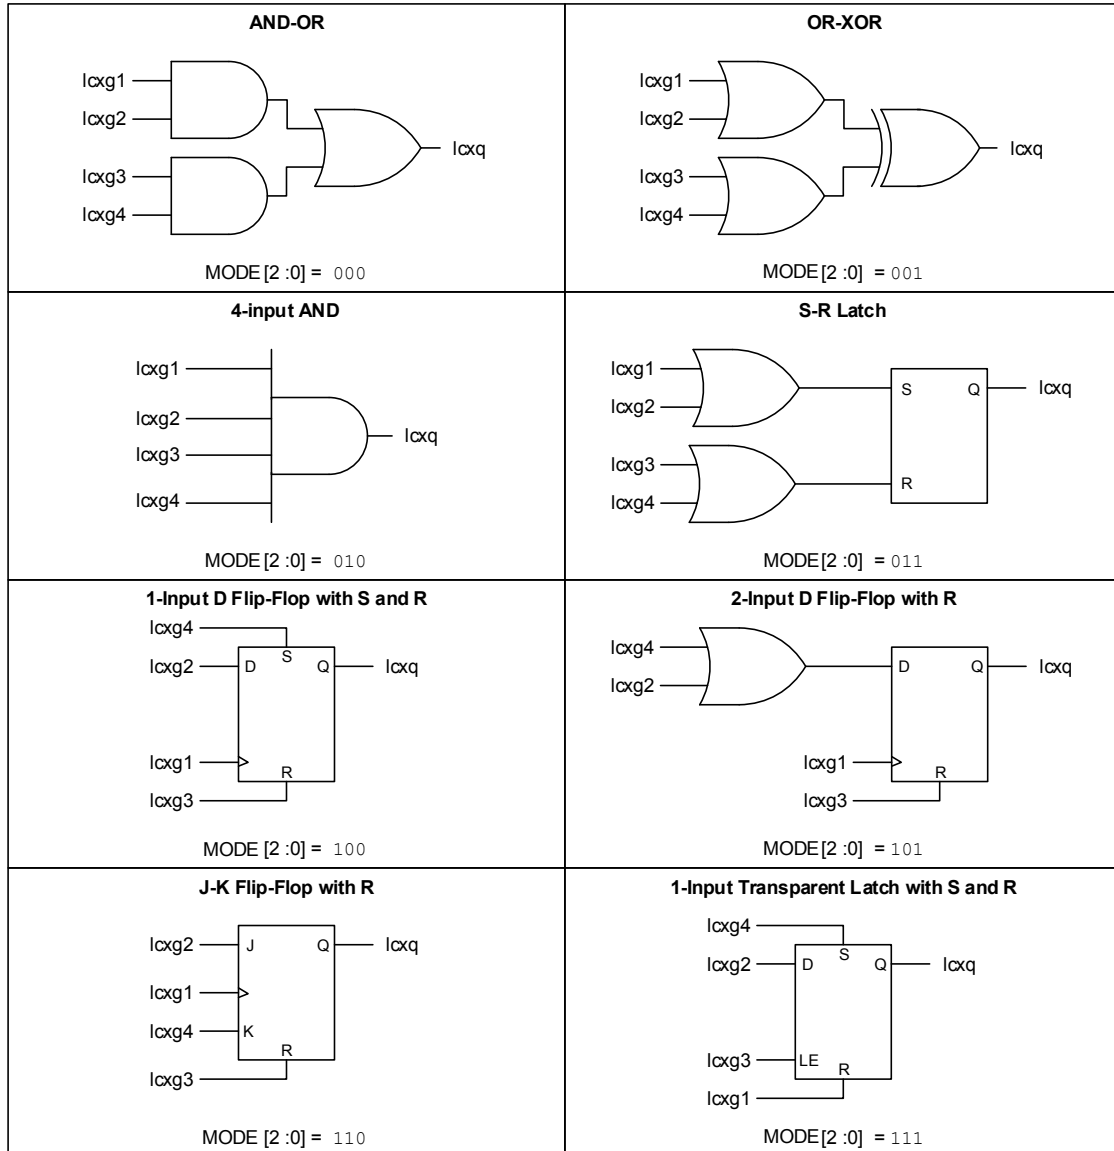 AND-OR
lcxg1
lcxg2
lcxg3
lcxg4
lcxq
MODE [2 :0] = 000
OR-XOR
lcxg1
lcxg2
lcxg3
lcxg4
lcxq
MODE[2 :0] = 001
4-input AND
lcxg1
lcxg2
lcxg3
lcxg4
lcxq
MODE [2 :0] = 010
S-R Latch
lcxg1
lcxg2
lcxg3
lcxg4
S Q lcxq
R
MODE[2 :0] = 011
1-Input D Flip-Flop with S and R
lcxg4
S
lcxg2 D Q lcxq
lcxg1
R
lcxg3
MODE [2 :0] = 100
2-Input D Flip-Flop with R
lcxg4
lcxg2
D Q lcxq
lcxg1
R
lcxg3
MODE[2 :0] = 101
J-K Flip-Flop with R
lcxg2 J Q lcxq
lcxg1
lcxg4 K
R
lcxg3
MODE [2 :0] = 110
1-Input Transparent Latch with S and R
lcxg4
S
lcxg2 D Q lcxq
lcxg3 LE
R
lcxg1
MODE[2 :0] = 111